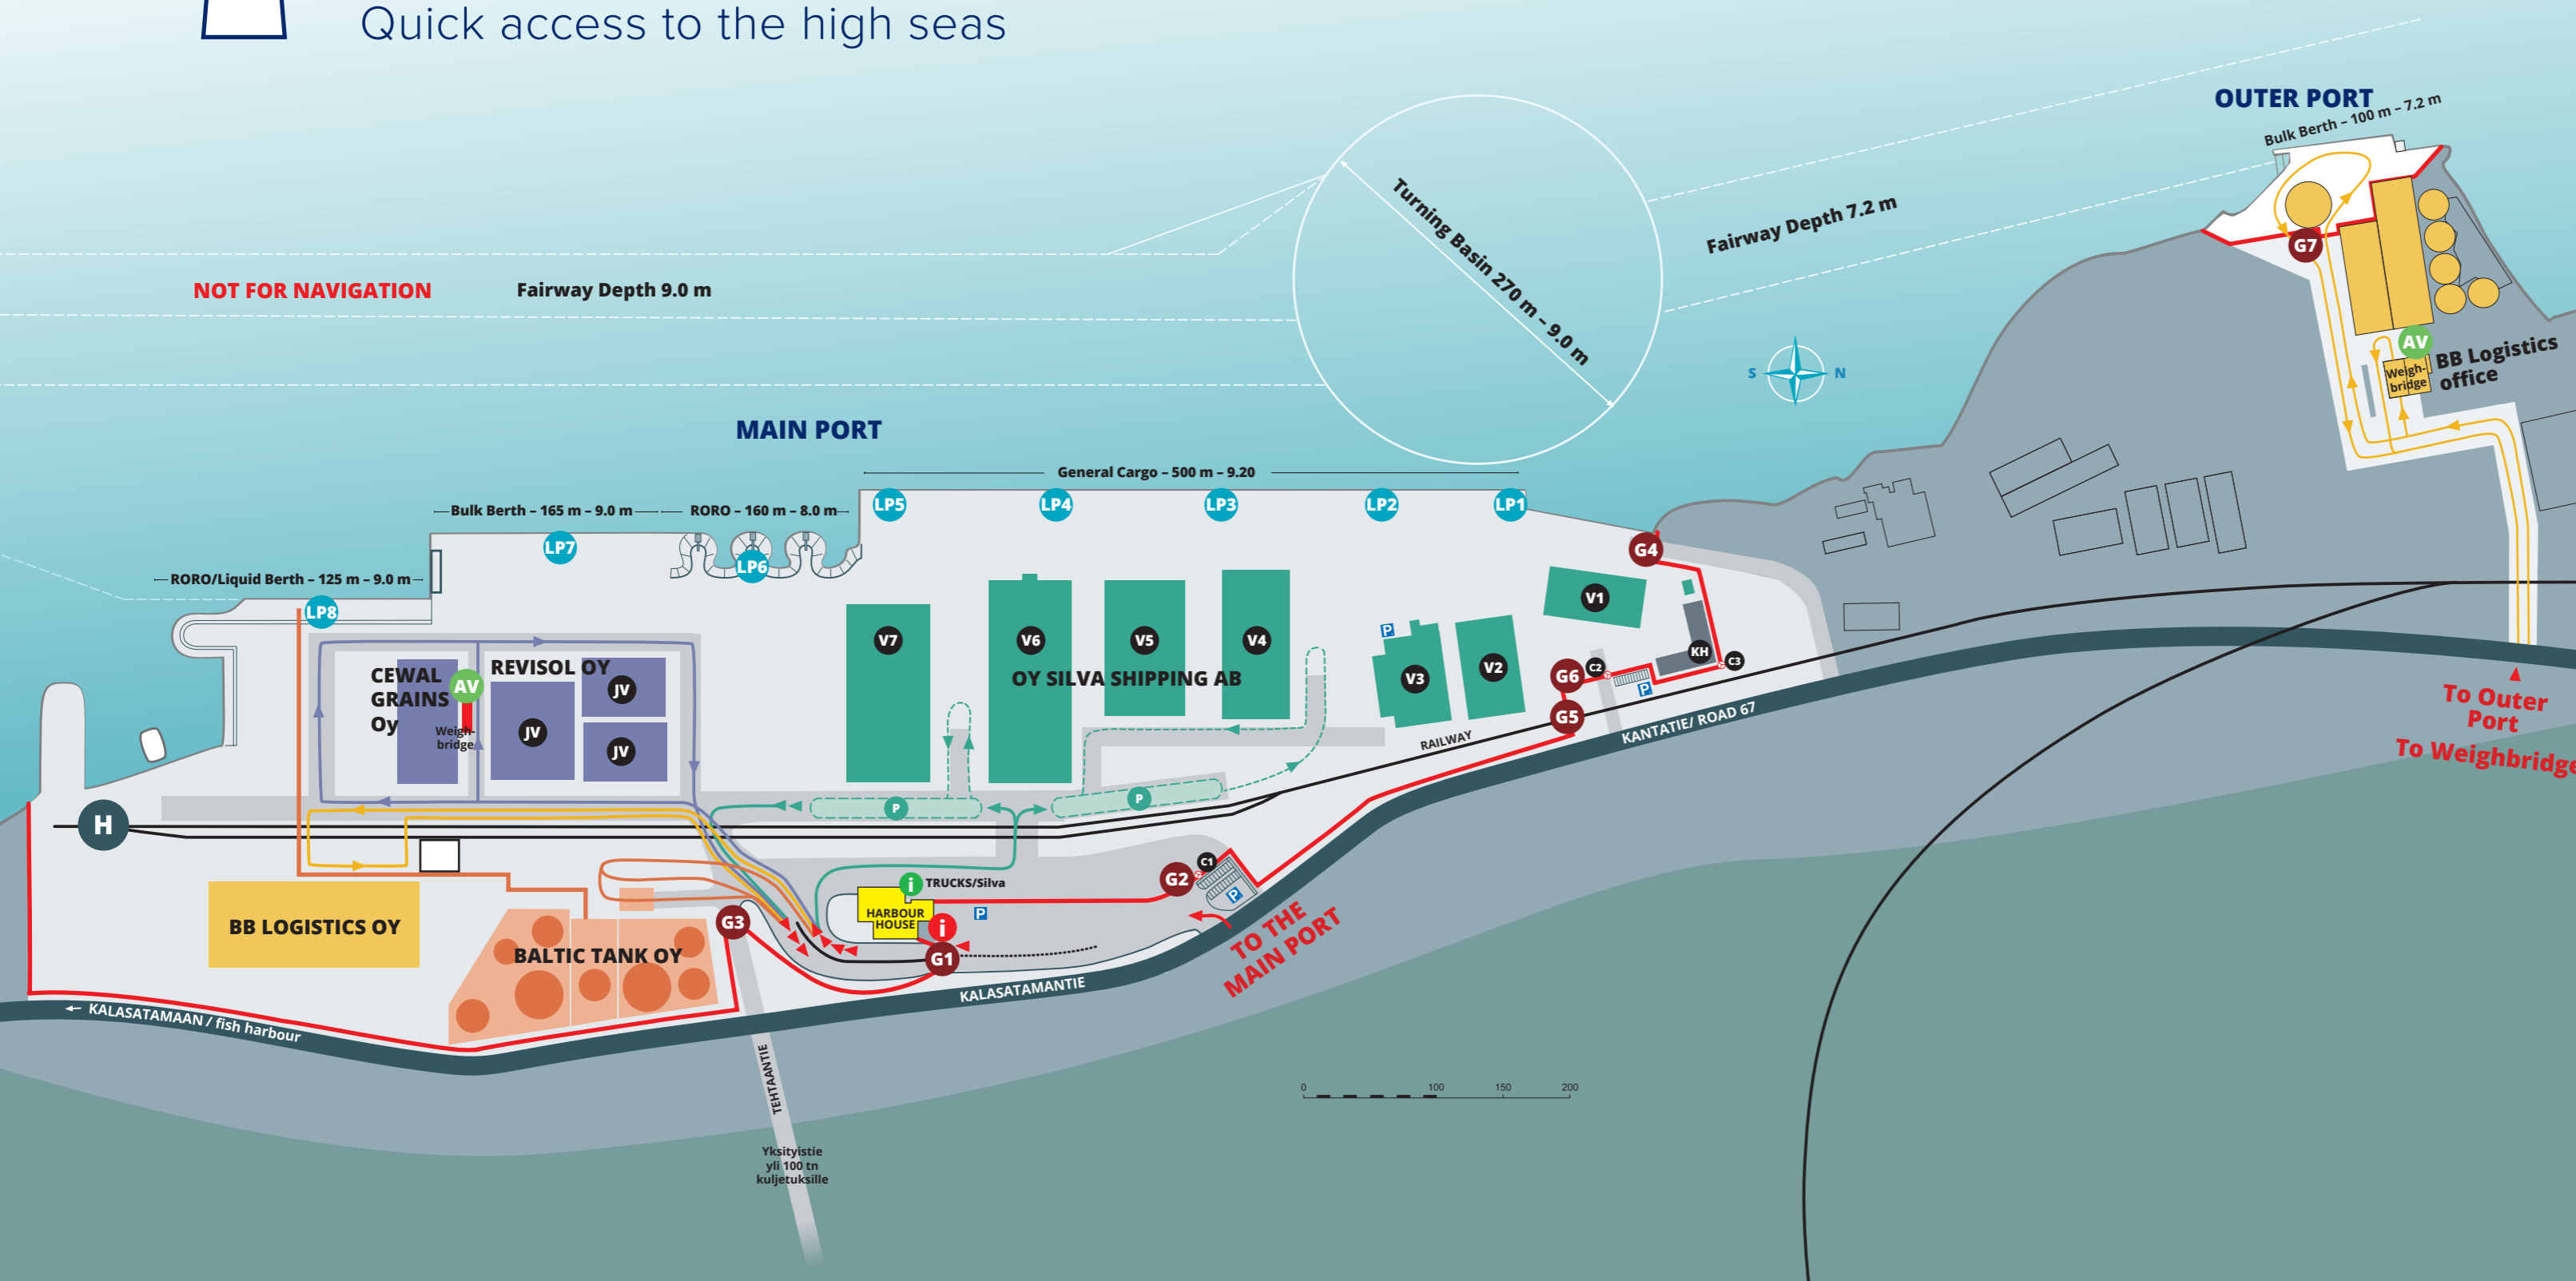 Quick access to the high seas
OUTER PORT
Bulk Berth – 100 m – 7.2 m
G7
AV
Weigh-
bridge
BB Logistics
office
Turning Basin 270 m – 9.0 m
Fairway Depth 7.2 m
NOT FOR NAVIGATION
Fairway Depth 9.0 m
S
N
MAIN PORT
General Cargo – 500 m – 9.20
LP5
LP4
LP3
LP2
LP1
Bulk Berth – 165 m – 9.0 m
RORO – 160 m – 8.0 m
LP7
LP6
RORO/Liquid Berth – 125 m – 9.0 m
LP8
G4
V1
V7
V6
V5
V4
P
V3
V2
KH
C3
C2
G6
P
G5
OY SILVA SHIPPING AB
CEWAL
GRAINS
Oy
AV
Weigh-
bridge
REVISOL OY
JV
JV
JV
RAILWAY
KANTATIE/ ROAD 67
To Outer
Port
To Weighbridge
P
P
H
C1
G2
P
i
TRUCKS/Silva
HARBOUR
HOUSE
P
i
G1
G3
BB LOGISTICS OY
BALTIC TANK OY
TO THE
MAIN PORT
KALASATAMANTIE
← KALASATAMAAN / fish harbour
TEHTAANTIE
0
100
150
200
Yksityistie
yli 100 tn
kuljetuksille